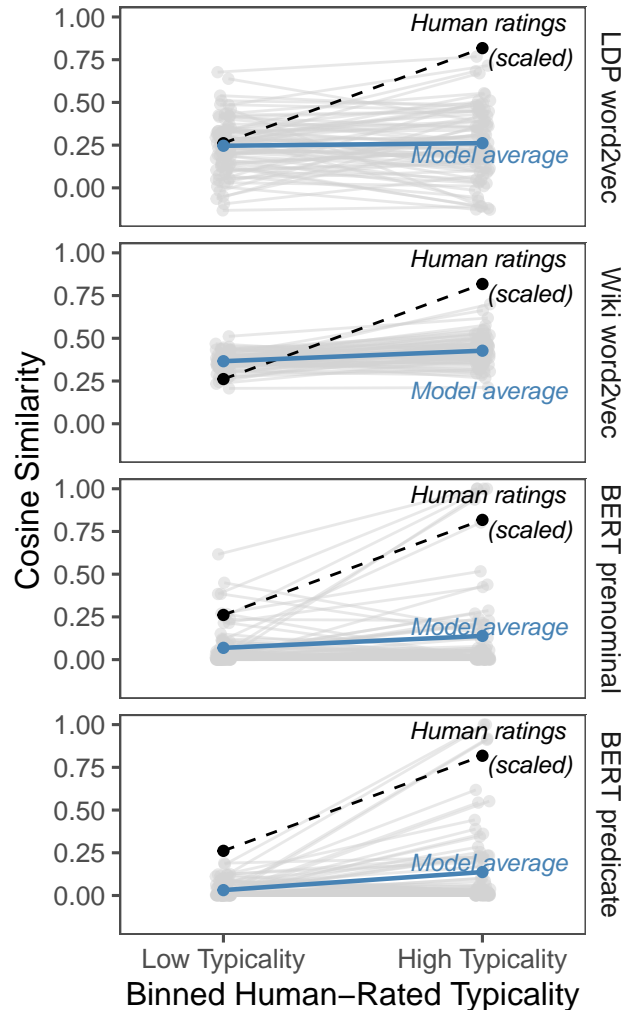 1.00
0.75
0.50
0.25
0.00
Human ratings
(scaled)
Model average
LDP word2vec
1.00
0.75
0.50
0.25
0.00
Human ratings
(scaled)
Model average
Wiki word2vec
1.00
0.75
0.50
0.25
0.00
Human ratings
(scaled)
Model average
BERT prenominal
1.00
0.75
0.50
0.25
0.00
Human ratings
(scaled)
Model average
BERT predicate
Cosine Similarity
Low Typicality
High Typicality
Binned Human−Rated Typicality